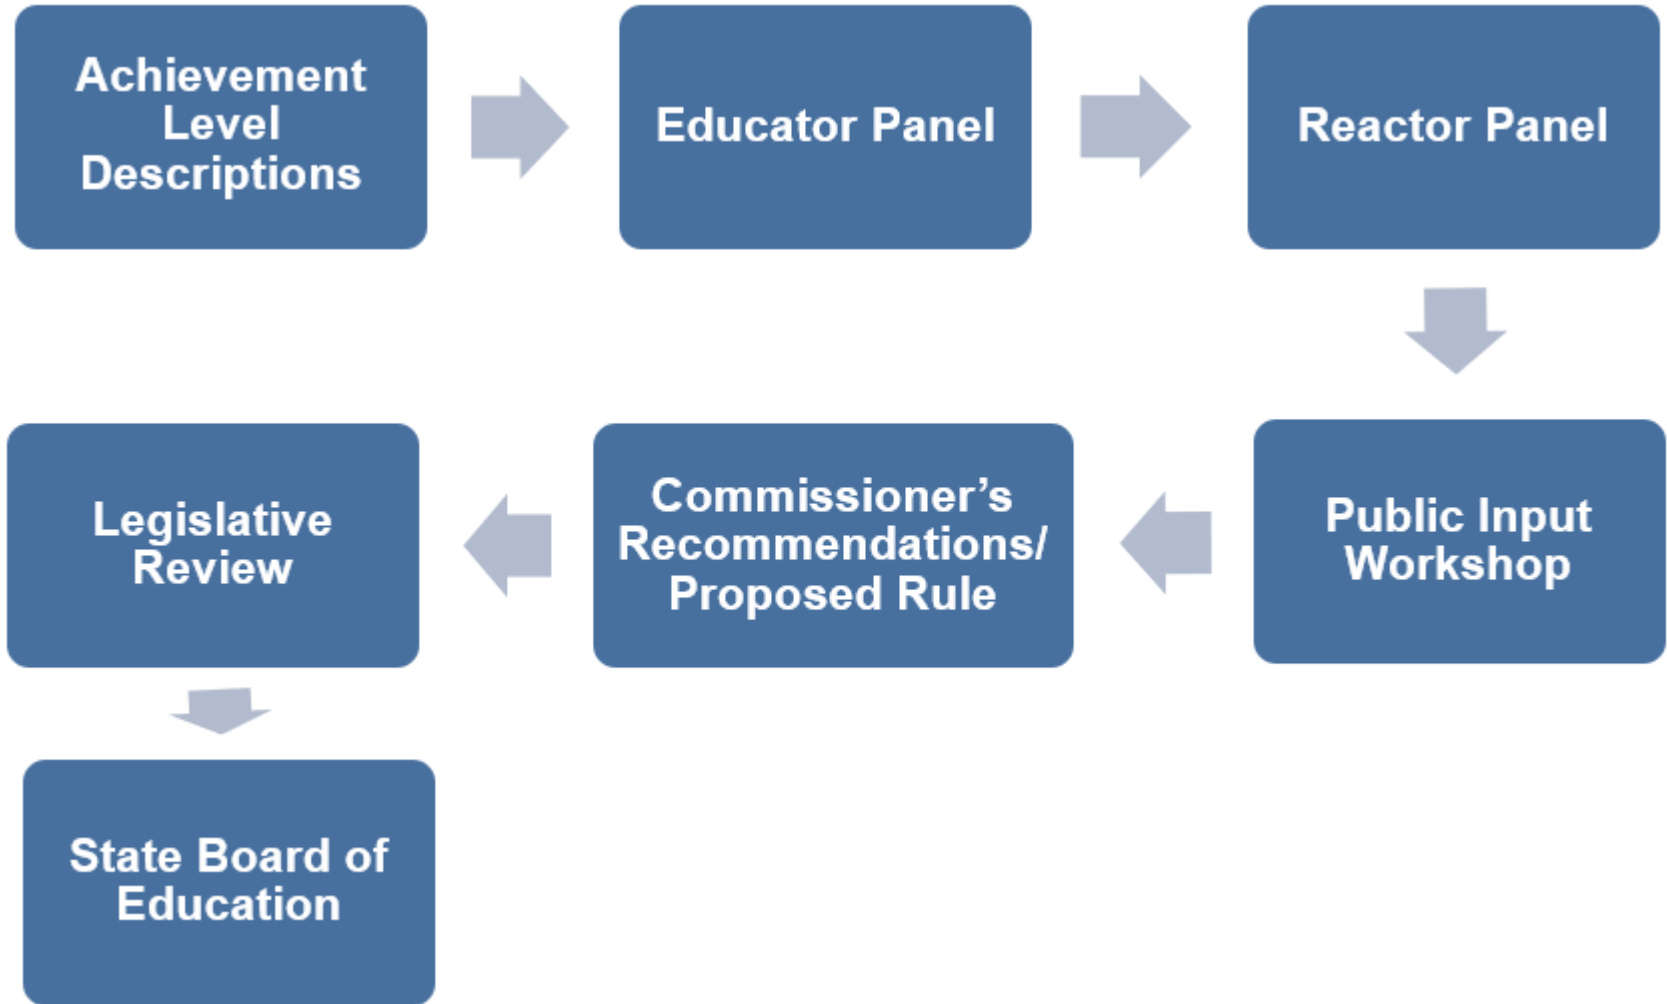 Achievement
Level
Descriptions
Educator Panel
Reactor Panel
Public Input
Workshop
Commissioner’s
Recommendations/
Proposed Rule
Legislative
Review
State Board of
Education